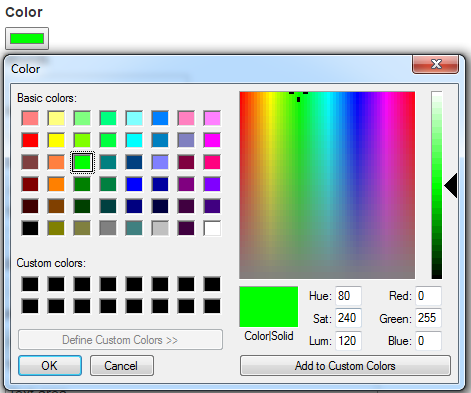 Color
Color
Basic colors:
Custom colors:
Define Custom Colors >>
OK Cancel
Color|Solid
Hue: 80 Red: 0
Sat: 240 Green: 255
Lum: 120 Blue: 0
Add to Custom Colors